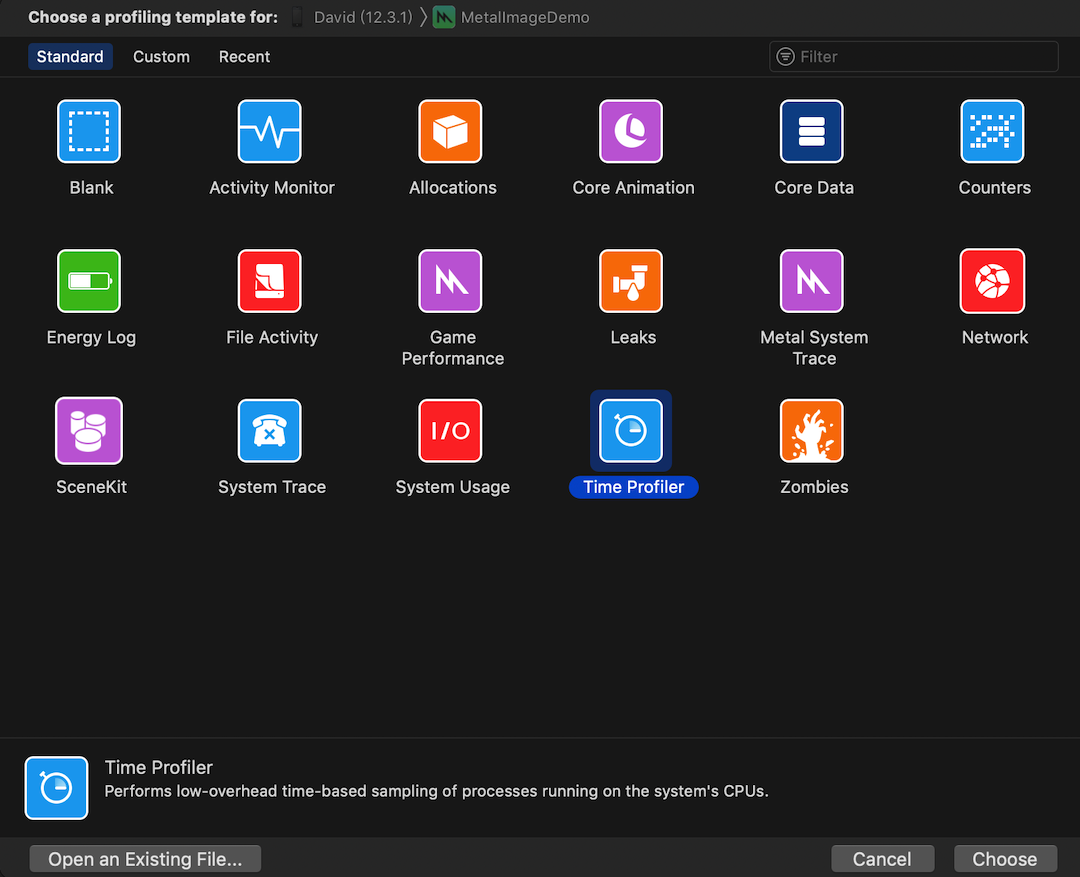 Choose a profiling template for: David (12.3.1) 〉 MetalImageDemo
Standard Custom Recent Filter
Blank Activity Monitor Allocations Core Animation Core Data Counters
Energy Log File Activity Game Performance Leaks Metal System Trace Network
SceneKit System Trace I/O System Usage Time Profiler Zombies
Time Profiler
Performs low-overhead time-based sampling of processes running on the system's CPUs.
Open an Existing File... Cancel Choose